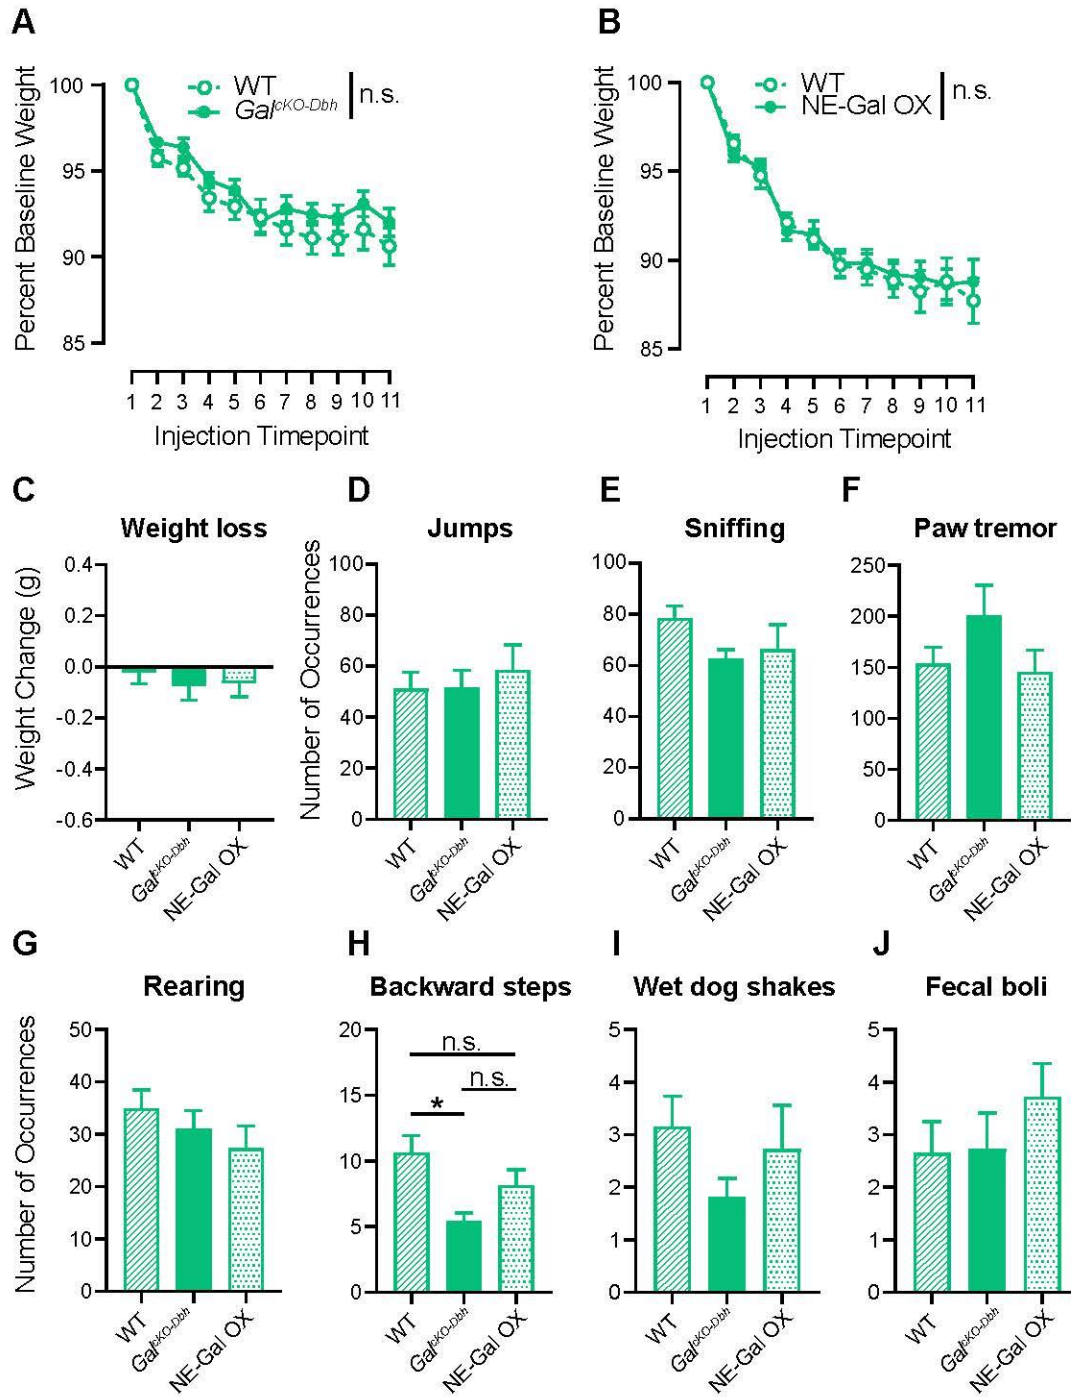 A
B
100
95
90
85
Percent Baseline Weight
WT
Gal^cKO-Dbh
n.s.
1 2 3 4 5 6 7 8 9 10 11
Injection Timepoint
100
95
90
85
Percent Baseline Weight
WT
NE-Gal OX
n.s.
1 2 3 4 5 6 7 8 9 10 11
Injection Timepoint
C
D
E
F
Weight loss
Weight Change (g)
0.4
0.2
0.0
-0.2
-0.4
-0.6
WT
Gal^cKO-Dbh
NE-Gal OX
Jumps
Number of Occurrences
100
80
60
40
20
0
WT
Gal^cKO-Dbh
NE-Gal OX
Sniffing
100
80
60
40
20
0
WT
Gal^cKO-Dbh
NE-Gal OX
Paw tremor
250
200
150
100
50
0
WT
Gal^cKO-Dbh
NE-Gal OX
G
H
I
J
Rearing
Number of Occurrences
50
40
30
20
10
0
WT
Gal^cKO-Dbh
NE-Gal OX
Backward steps
20
15
10
5
0
n.s.
n.s.
*
WT
Gal^cKO-Dbh
NE-Gal OX
Wet dog shakes
5
4
3
2
1
0
WT
Gal^cKO-Dbh
NE-Gal OX
Fecal boli
5
4
3
2
1
0
WT
Gal^cKO-Dbh
NE-Gal OX